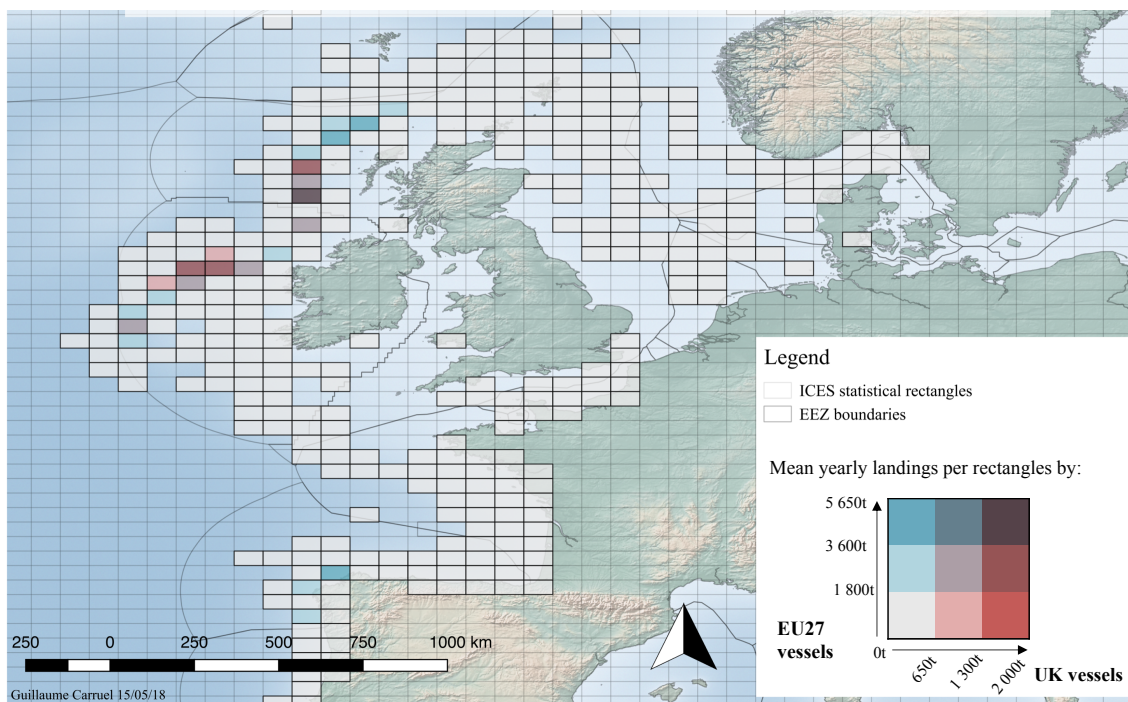 Legend
ICES statistical rectangles
EEZ boundaries
Mean yearly landings per rectangles by:
5 650t
3 600t
1 800t
0t
EU27
vessels
650t
1 300t
2 000t
UK vessels
250 0 250 500 750 1000 km
Guillaume Carruel 15/05/18